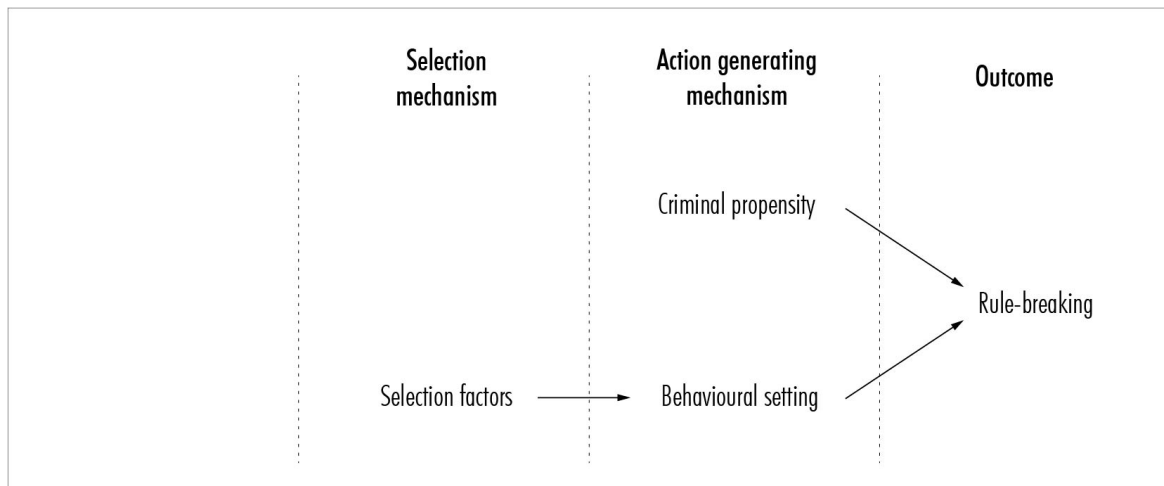 Selection
mechanism
Action generating
mechanism
Outcome
Criminal propensity
Rule-breaking
Selection factors
Behavioural setting